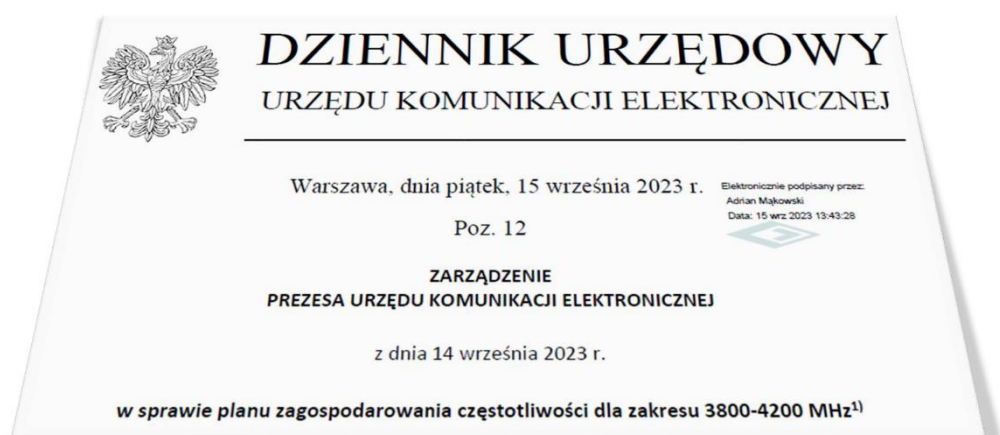 DZIENNIK URZĘDOWY
URZĘDU KOMUNIKACJI ELEKTRONICZNEJ
Warszawa, dnia piątek, 15 września 2023 r.
Elektronicznie podpisany przez:
Adrian Mąkowski
Data: 15 wrz 2023 13:43:28
Poz. 12
ZARZĄDZENIE
PREZESA URZĘDU KOMUNIKACJI ELEKTRONICZNEJ
z dnia 14 września 2023 r.
w sprawie planu zagospodarowania częstotliwości dla zakresu 3800-4200 MHz¹⁾